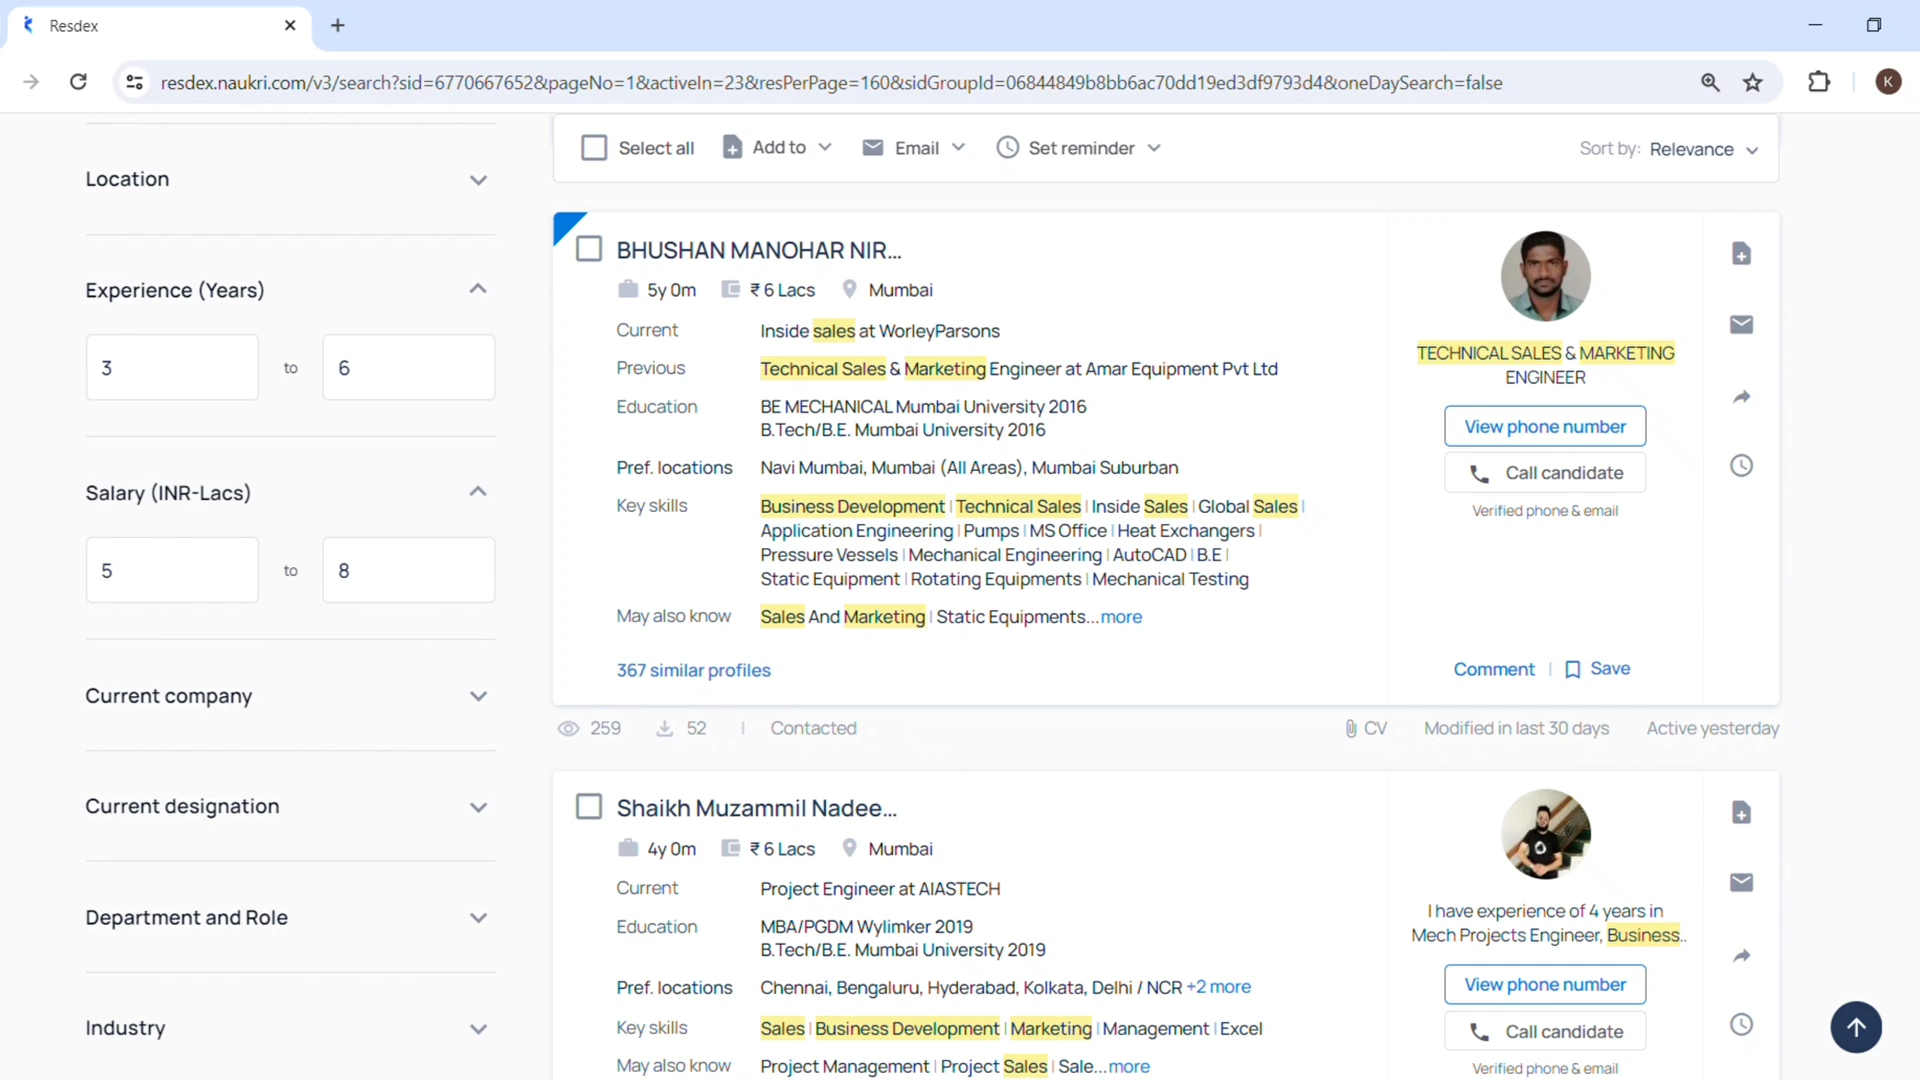 Resdex
resdex.naukri.com/v3/search?sid=6770667652&pageNo=1&activeIn=23&resPerPage=160&sidGroupId=06844849b8bb6ac70dd19ed3df9793d4&oneDaySearch=false
K
Location
Experience (Years)
3 to 6
Salary (INR-Lacs)
5 to 8
Current company
Current designation
Department and Role
Industry
Select all Add to Email Set reminder Sort by: Relevance
BHUSHAN MANOHAR NIR...
5y 0m ₹ 6 Lacs Mumbai
Current Inside sales at WorleyParsons
Previous Technical Sales & Marketing Engineer at Amar Equipment Pvt Ltd
Education BE MECHANICAL Mumbai University 2016
B.Tech/B.E. Mumbai University 2016
Pref. locations Navi Mumbai, Mumbai (All Areas), Mumbai Suburban
Key skills Business Development | Technical Sales | Inside Sales | Global Sales |
Application Engineering | Pumps | MS Office | Heat Exchangers |
Pressure Vessels | Mechanical Engineering | AutoCAD | B.E |
Static Equipment | Rotating Equipments | Mechanical Testing
May also know Sales And Marketing | Static Equipments...more
367 similar profiles
TECHNICAL SALES & MARKETING
ENGINEER
View phone number
Call candidate
Verified phone & email
Comment | Save
259 52 | Contacted CV Modified in last 30 days Active yesterday
Shaikh Muzammil Nadee...
4y 0m ₹ 6 Lacs Mumbai
Current Project Engineer at AIASTECH
Education MBA/PGDM Wylimker 2019
B.Tech/B.E. Mumbai University 2019
Pref. locations Chennai, Bengaluru, Hyderabad, Kolkata, Delhi / NCR +2 more
Key skills Sales | Business Development | Marketing | Management | Excel
May also know Project Management | Project Sales | Sale...more
I have experience of 4 years in
Mech Projects Engineer, Business..
View phone number
Call candidate
Verified phone & email